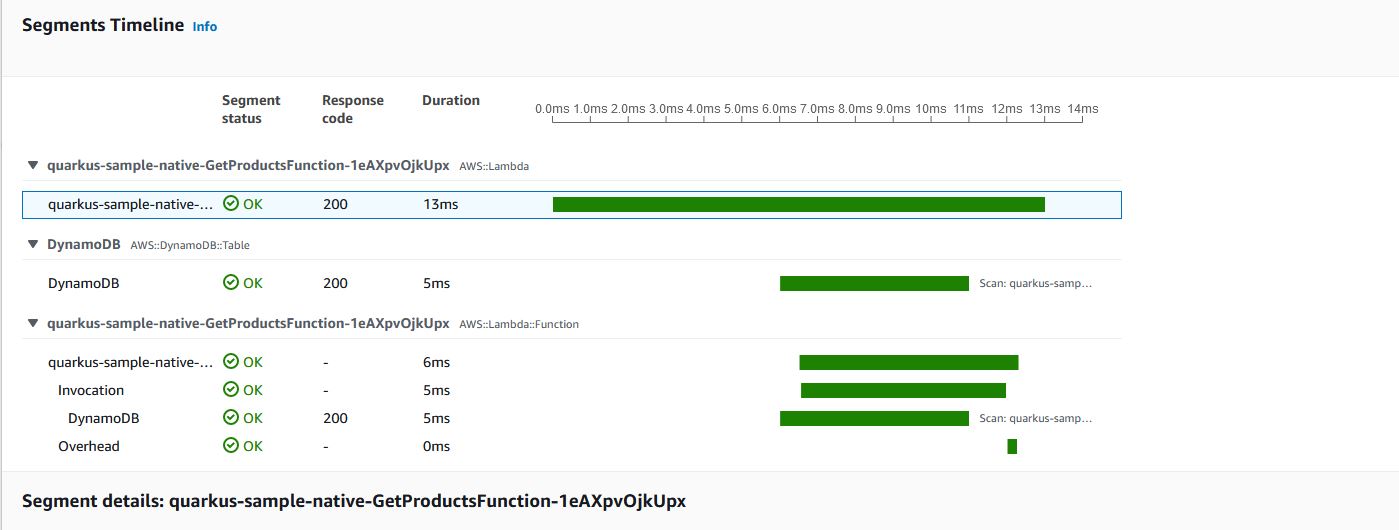 Segments Timeline Info
Segment status Response code Duration 0.0ms 1.0ms 2.0ms 3.0ms 4.0ms 5.0ms 6.0ms 7.0ms 8.0ms 9.0ms 10ms 11ms 12ms 13ms 14ms
quarkus-sample-native-GetProductsFunction-1eAXpvOjkUpx AWS::Lambda
quarkus-sample-native-... OK 200 13ms
DynamoDB AWS::DynamoDB::Table
DynamoDB OK 200 5ms Scan: quarkus-samp...
quarkus-sample-native-GetProductsFunction-1eAXpvOjkUpx AWS::Lambda::Function
quarkus-sample-native-... OK - 6ms
Invocation OK - 5ms
DynamoDB OK 200 5ms Scan: quarkus-samp...
Overhead OK - 0ms
Segment details: quarkus-sample-native-GetProductsFunction-1eAXpvOjkUpx